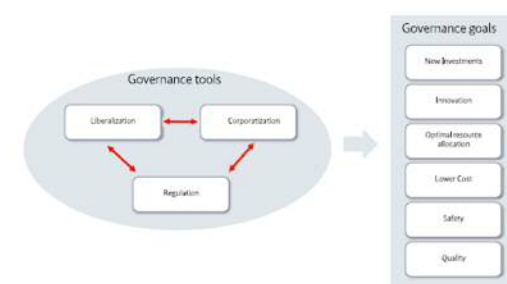 Governance tools
Liberalization
Corporatization
Regulation
Governance goals
New Investments
Innovation
Optimal resource
allocation
Lower Cost
Safety
Quality